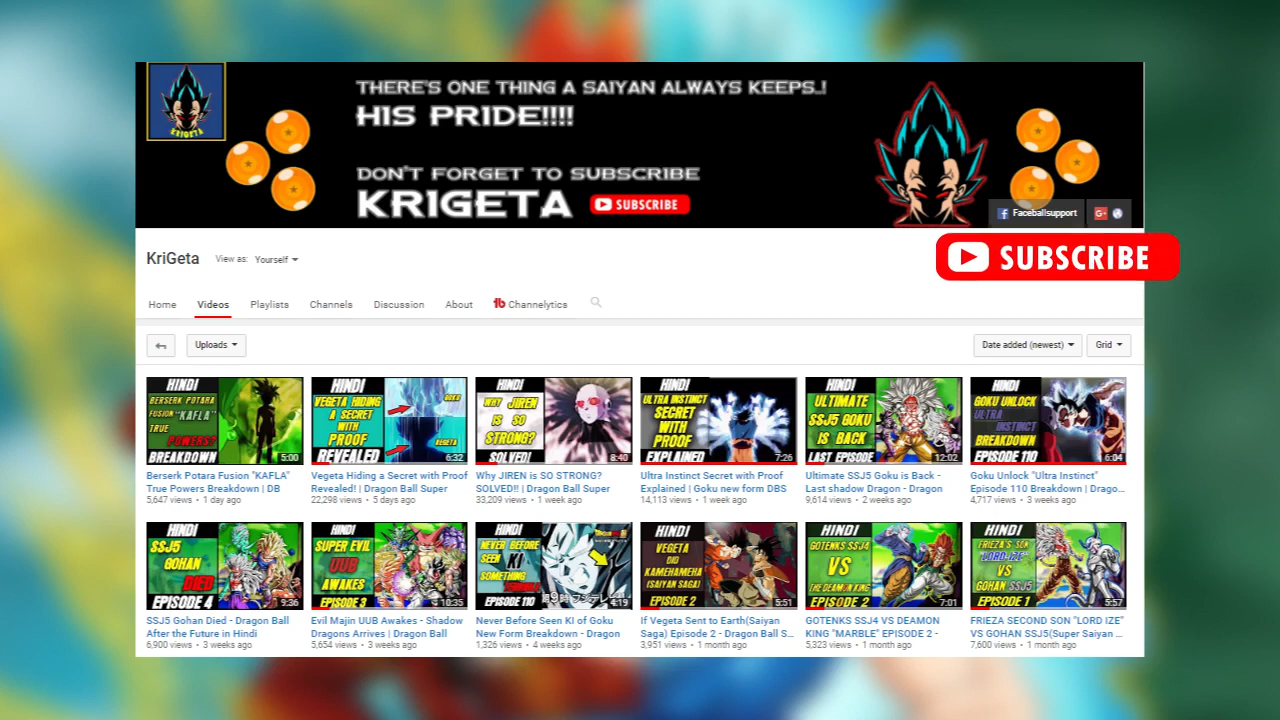 KRIGETA
THERE'S ONE THING A SAIYAN ALWAYS KEEPS..!
HIS PRIDE!!!!
DON'T FORGET TO SUBSCRIBE
KRIGETA SUBSCRIBE
Faceballsupport G+
KriGeta View as: Yourself
SUBSCRIBE
Home Videos Playlists Channels Discussion About Channelytics
Uploads Date added (newest) Grid
HINDI
BERSERK POTARA
FUSION "KAFLA"
TRUE
POWERS?
BREAKDOWN
5:00
Berserk Potara Fusion "KAFLA"
True Powers Breakdown | DB
5,647 views • 1 day ago
HINDI
VEGETA HIDING
A SECRET
WITH
PROOF
REVEALED
GOKU
VEGETA
6:32
Vegeta Hiding a Secret with Proof
Revealed! | Dragon Ball Super
22,298 views • 5 days ago
HINDI
WHY JIREN
IS SO
STRONG?
SOLVED!
8:40
Why JIREN is SO STRONG?
SOLVED!! | Dragon Ball Super
33,209 views • 1 week ago
HINDI
ULTRA INSTINCT
SECRET
WITH
PROOF
EXPLAINED
7:26
Ultra Instinct Secret with Proof
Explained | Goku new form DBS
14,113 views • 1 week ago
HINDI
ULTIMATE
SSJ5 GOKU
IS BACK
LAST EPISODE
12:02
Ultimate SSJ5 Goku is Back -
Last shadow Dragon - Dragon
9,614 views • 2 weeks ago
HINDI
GOKU UNLOCK
ULTRA
INSTINCT
BREAKDOWN
EPISODE 110
6:04
Goku Unlock "Ultra Instinct"
Episode 110 Breakdown | Drago...
4,717 views • 3 weeks ago
HINDI
SSJ5
GOHAN
DIED
EPISODE 4
9:36
SSJ5 Gohan Died - Dragon Ball
After the Future in Hindi
6,900 views • 3 weeks ago
HINDI
SUPER EVIL
UUB
AWAKES
EPISODE 3
10:35
Evil Majin UUB Awakes - Shadow
Dragons Arrives | Dragon Ball
5,654 views • 3 weeks ago
HINDI
NEVER BEFORE
SEEN KI
SOMETHING
EPISODE 110
4:19
Never Before Seen KI of Goku
New Form Breakdown - Dragon
1,326 views • 4 weeks ago
HINDI
VEGETA
DID
KAMEHAMEHA
(SAIYAN SAGA)
EPISODE 2
5:51
If Vegeta Sent to Earth(Saiyan
Saga) Episode 2 - Dragon Ball S...
3,951 views • 1 month ago
HINDI
GOTENKS SSJ4
VS
THE DEAMON KING
EPISODE 2
7:01
GOTENKS SSJ4 VS DEAMON
KING "MARBLE" EPISODE 2 -
5,323 views • 1 month ago
HINDI
FRIEZA'S SON
"LORD IZE"
VS
GOHAN SSJ5
EPISODE 1
5:57
FRIEZA SECOND SON "LORD IZE"
VS GOHAN SSJ5(Super Saiyan ...
7,600 views • 1 month ago